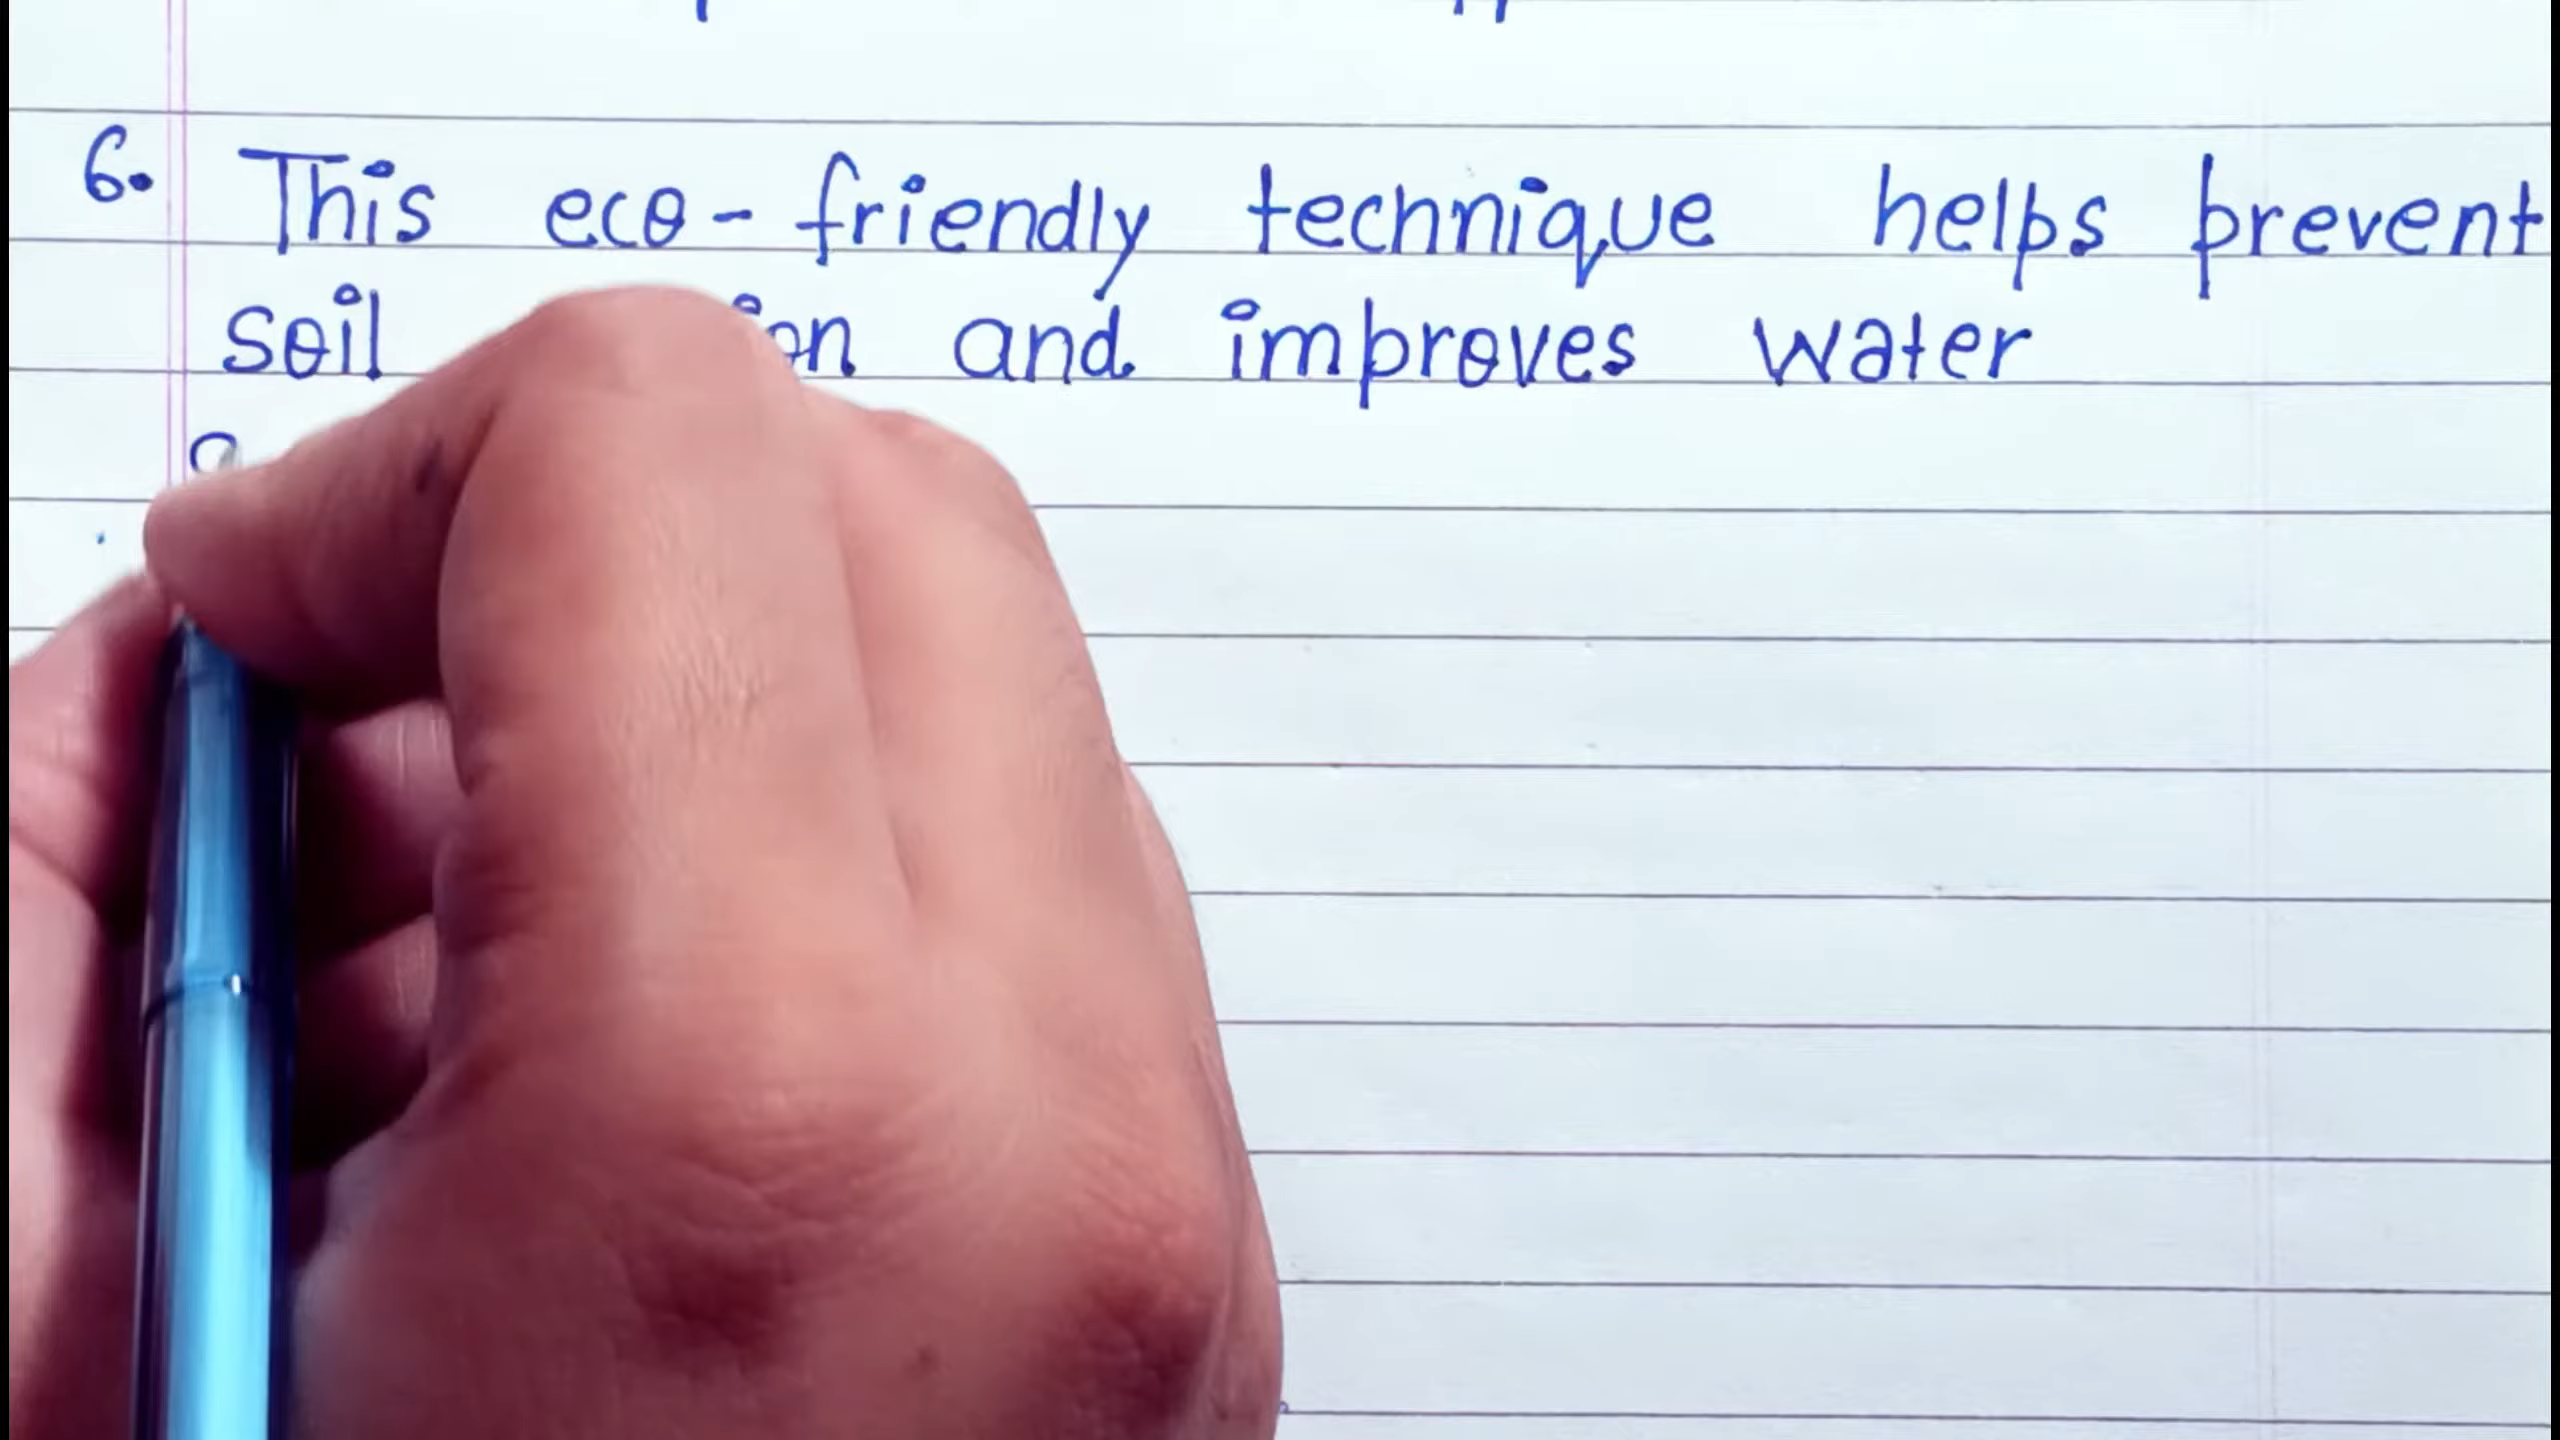 6. This eco-friendly technique helps prevent
soil and improves water